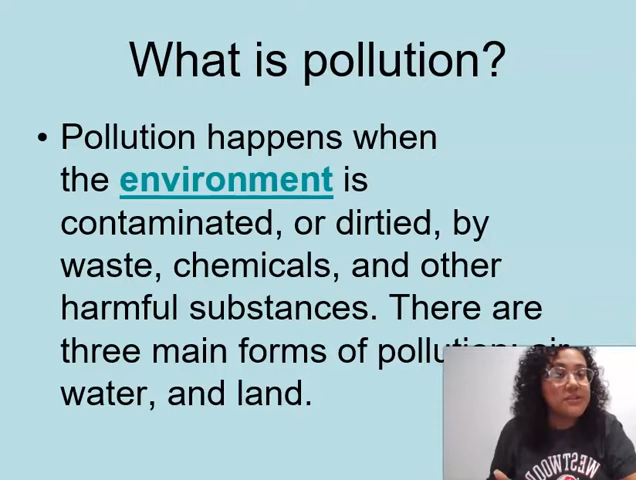 What is pollution?
• Pollution happens when
the environment is
contaminated, or dirtied, by
waste, chemicals, and other
harmful substances. There are
three main forms of pollution: air,
water, and land.
WESTWOOD